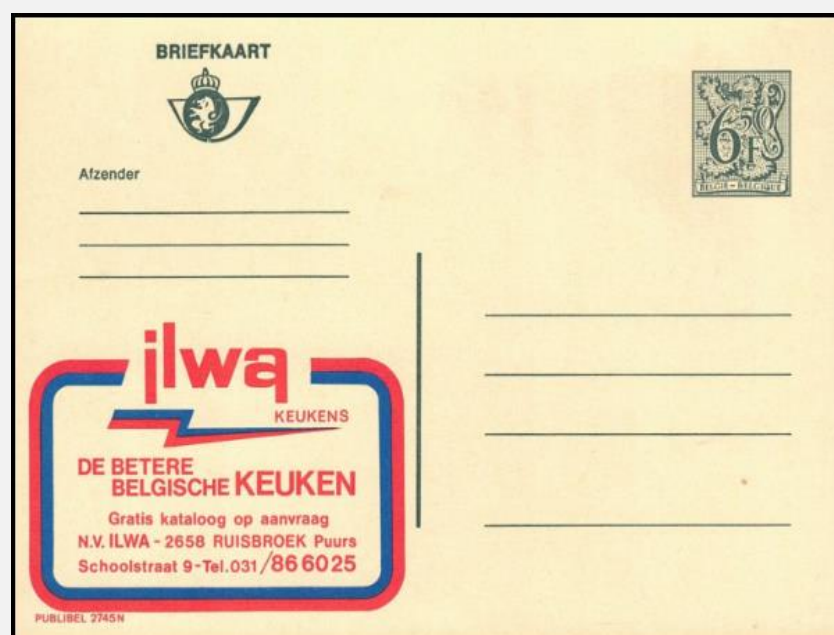 BRIEFKAART
6 50 F
BELGIE - BELGIQUE
Afzender
ilwa
KEUKENS
DE BETERE
BELGISCHE KEUKEN
Gratis kataloog op aanvraag
N.V. ILWA - 2658 RUISBROEK Puurs
Schoolstraat 9 - Tel. 031/86 60 25
PUBLIBEL 2745 N